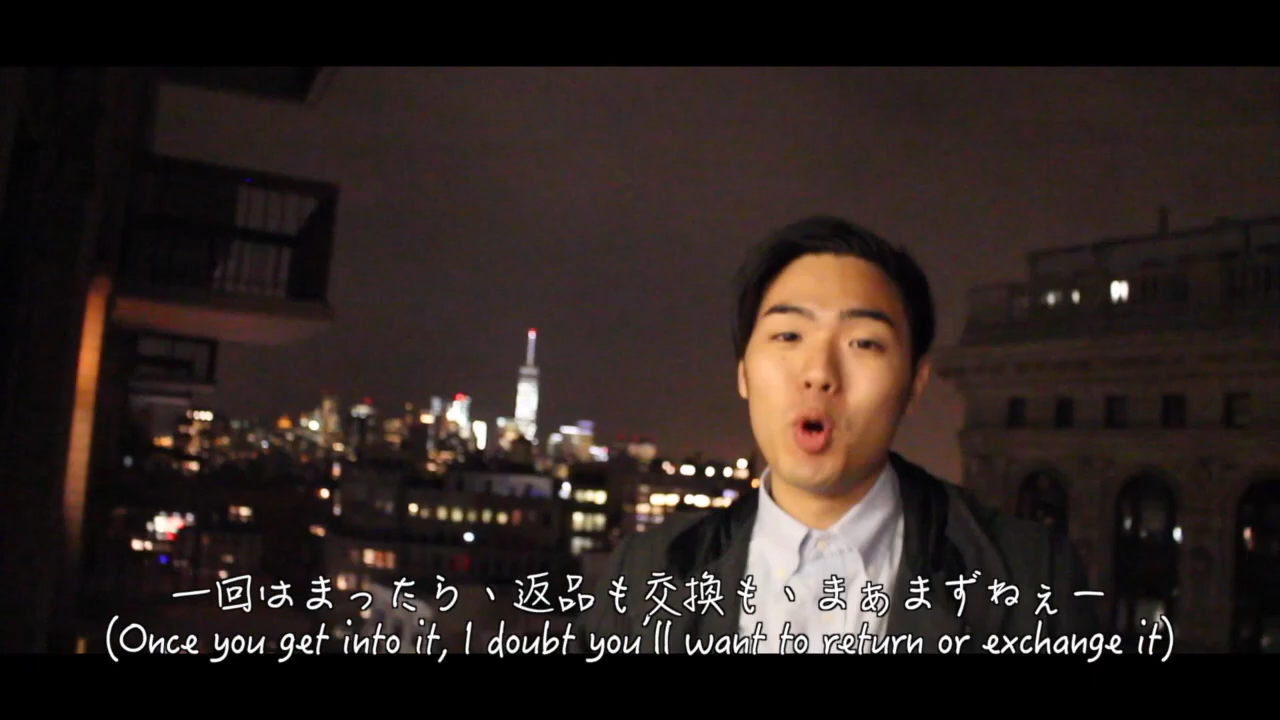 一回はまったら、返品も交換も、まぁまずねぇー
(Once you get into it, I doubt you'll want to return or exchange it)